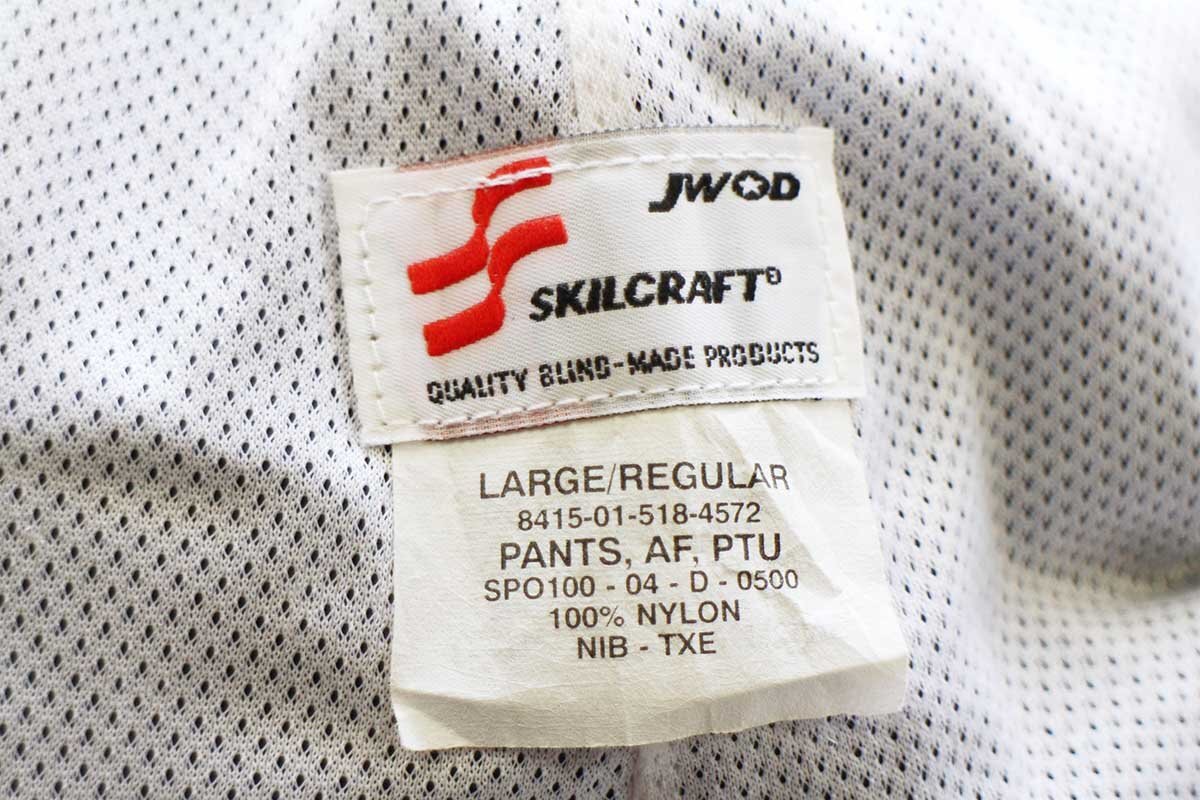 JWOD
SKILCRAFT®
QUALITY BLIND-MADE PRODUCTS
LARGE/REGULAR
8415-01-518-4572
PANTS, AF, PTU
SPO100 - 04 - D - 0500
100% NYLON
NIB - TXE